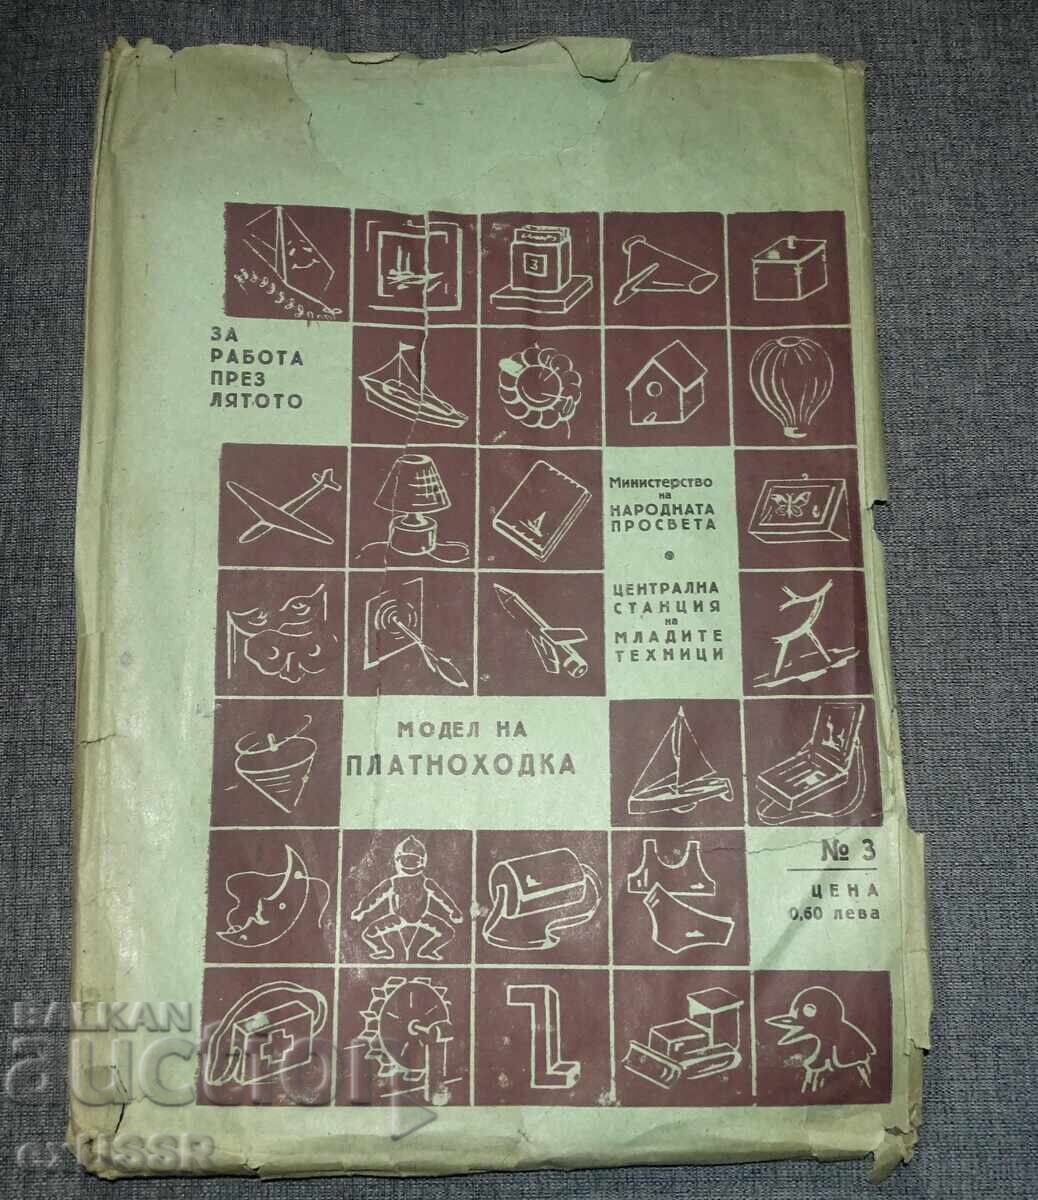 ЗА
РАБОТА
ПРЕЗ
ЛЯТОТО
3
Министерство
на
НАРОДНАТА
ПРОСВЕТА
ЦЕНТРАЛНА
СТАНЦИЯ
на
МЛАДИТЕ
ТЕХНИЦИ
МОДЕЛ НА
ПЛАТНОХОДКА
№ 3
ЦЕНА
0,60 лева
BALKAN
auction
exUSSR